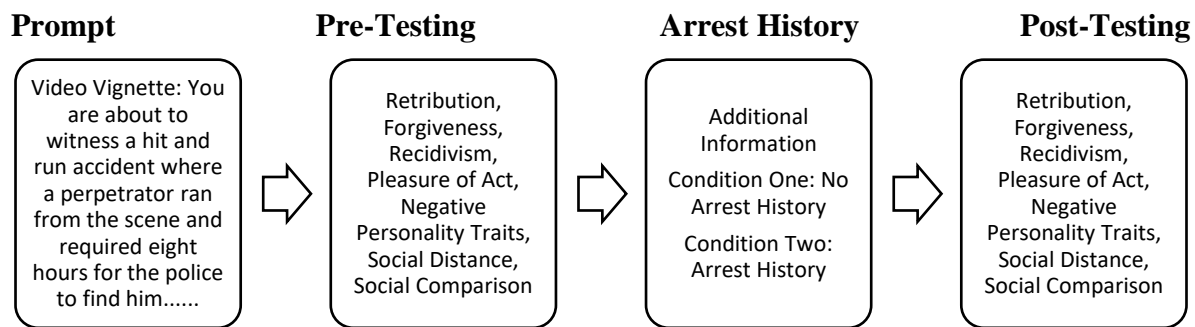 Prompt
Pre-Testing
Arrest History
Post-Testing
Video Vignette: You
are about to
witness a hit and
run accident where
a perpetrator ran
from the scene and
required eight
hours for the police
to find him......
Retribution,
Forgiveness,
Recidivism,
Pleasure of Act,
Negative
Personality Traits,
Social Distance,
Social Comparison
Additional
Information
Condition One: No
Arrest History
Condition Two:
Arrest History
Retribution,
Forgiveness,
Recidivism,
Pleasure of Act,
Negative
Personality Traits,
Social Distance,
Social Comparison